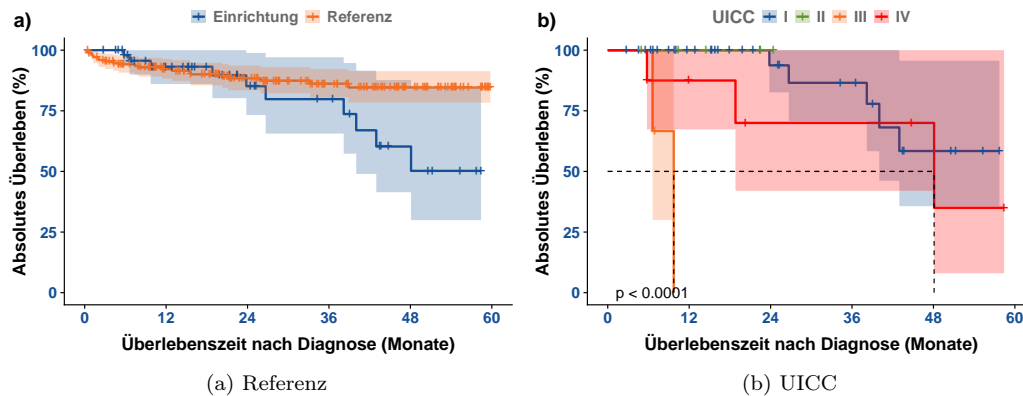 a)
Einrichtung
Referenz
100
75
50
25
0
Absolutes Überleben (%)
0 12 24 36 48 60
Überlebenszeit nach Diagnose (Monate)
(a) Referenz
b)
UICC I II III IV
100
75
50
25
0
Absolutes Überleben (%)
p < 0.0001
0 12 24 36 48 60
Überlebenszeit nach Diagnose (Monate)
(b) UICC